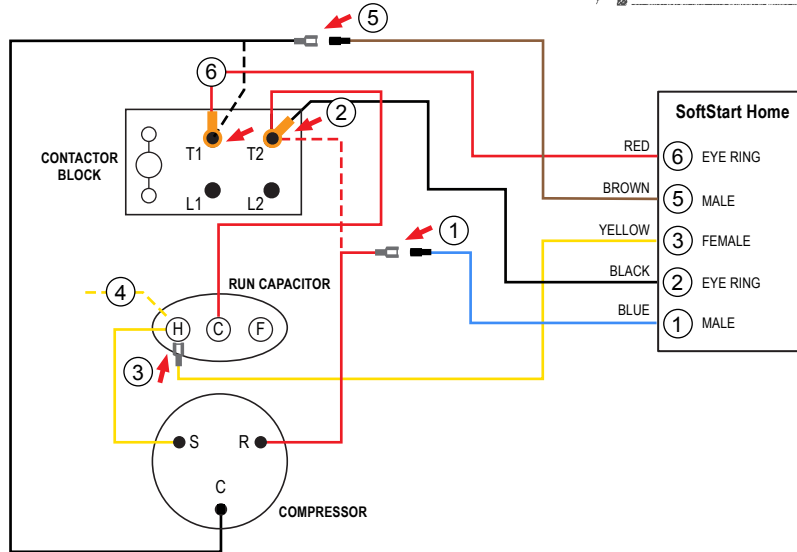 5
6
2
CONTACTOR
BLOCK
T1
T2
L1
L2
1
RUN CAPACITOR
4
H
C
F
3
S
R
C
COMPRESSOR
SoftStart Home
RED
6
EYE RING
BROWN
5
MALE
YELLOW
3
FEMALE
BLACK
2
EYE RING
BLUE
1
MALE